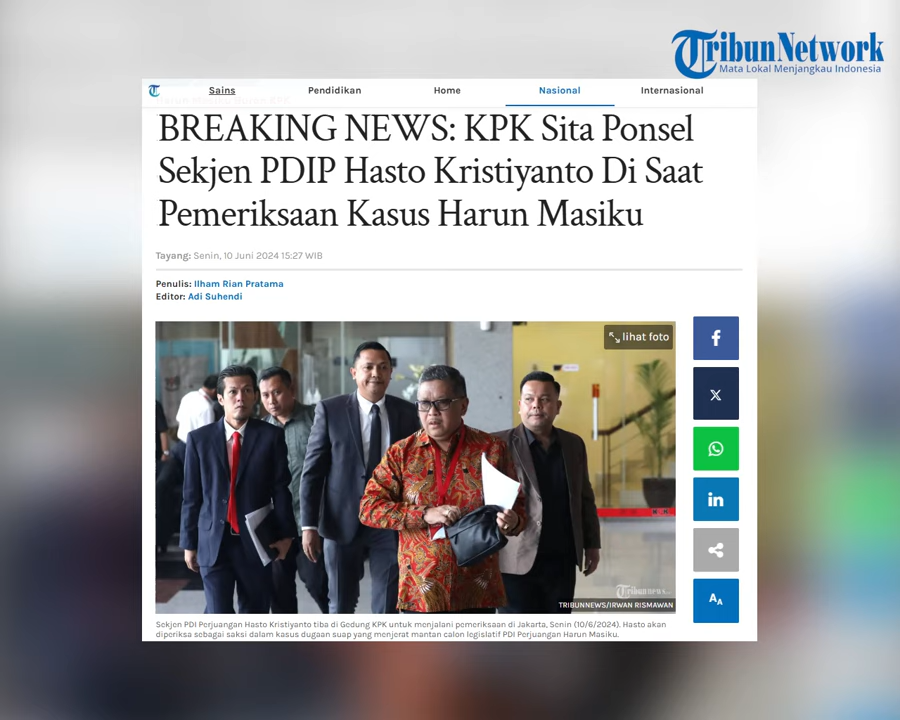 TribunNetwork
Mata Lokal Menjangkau Indonesia
Sains Pendidikan Home Nasional Internasional
BREAKING NEWS: KPK Sita Ponsel
Sekjen PDIP Hasto Kristiyanto Di Saat
Pemeriksaan Kasus Harun Masiku
Tayang: Senin, 10 Juni 2024 15:27 WIB
Penulis: Ilham Rian Pratama
Editor: Adi Suhendi
lihat foto
Tribunnews.com
TRIBUNNEWS/IRWAN RISMAWAN
Sekjen PDI Perjuangan Hasto Kristiyanto tiba di Gedung KPK untuk menjalani pemeriksaan di Jakarta, Senin (10/6/2024). Hasto akan
diperiksa sebagai saksi dalam kasus dugaan suap yang menjerat mantan calon legislatif PDI Perjuangan Harun Masiku.